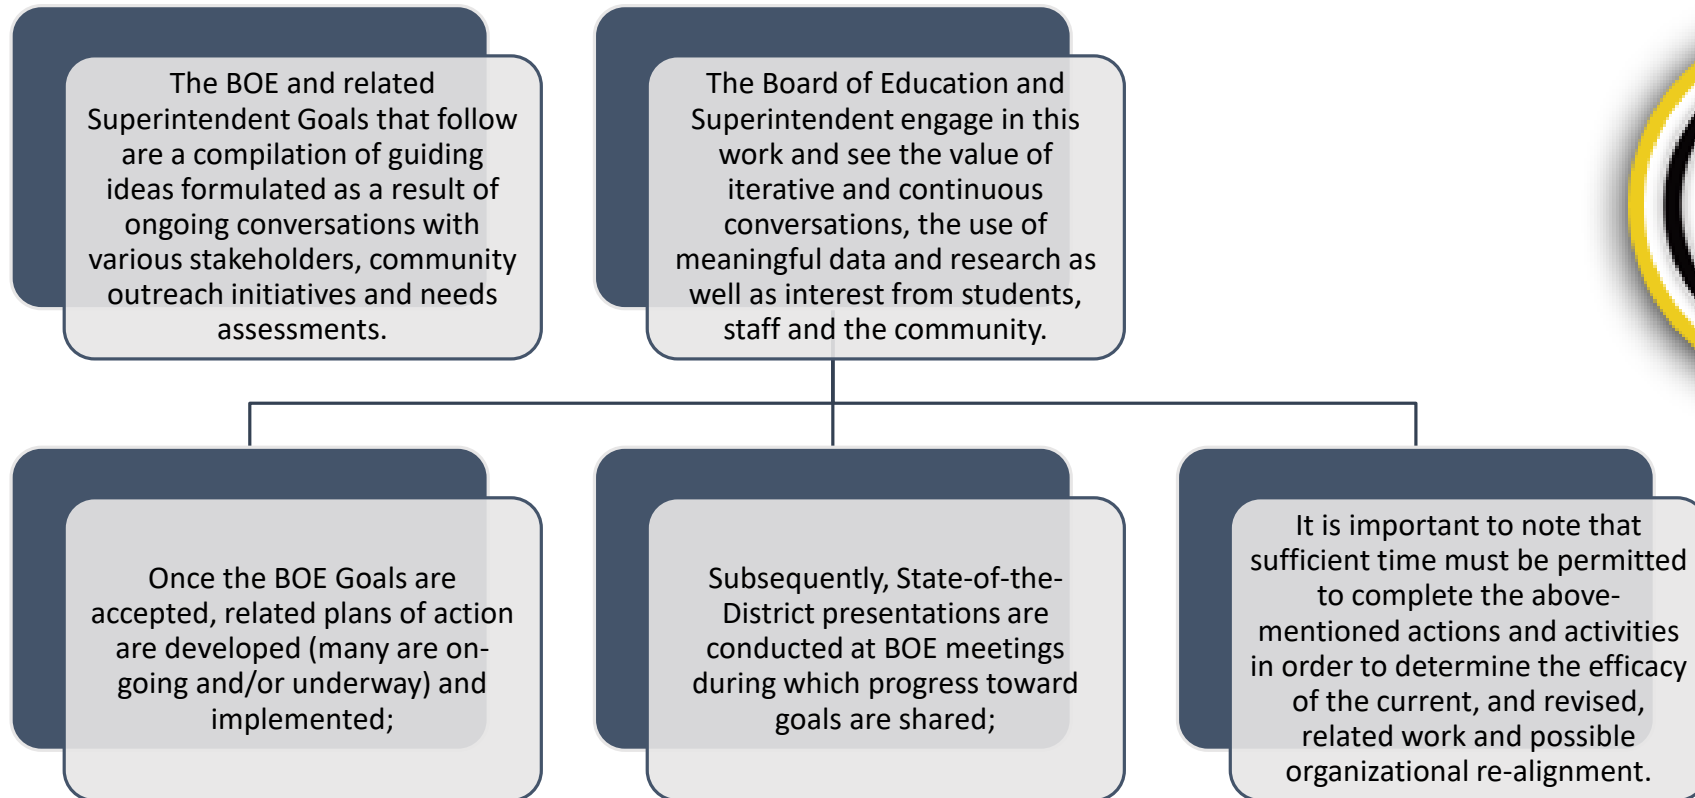 The BOE and related
Superintendent Goals that follow
are a compilation of guiding
ideas formulated as a result of
ongoing conversations with
various stakeholders, community
outreach initiatives and needs
assessments.
The Board of Education and
Superintendent engage in this
work and see the value of
iterative and continuous
conversations, the use of
meaningful data and research as
well as interest from students,
staff and the community.
Once the BOE Goals are
accepted, related plans of action
are developed (many are on-
going and/or underway) and
implemented;
Subsequently, State-of-the-
District presentations are
conducted at BOE meetings
during which progress toward
goals are shared;
It is important to note that
sufficient time must be permitted
to complete the above-
mentioned actions and activities
in order to determine the efficacy
of the current, and revised,
related work and possible
organizational re-alignment.